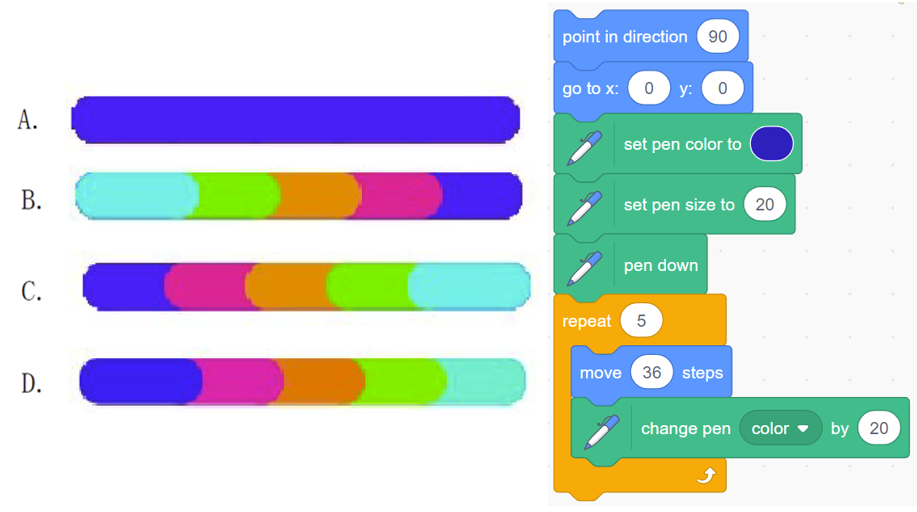 A.
B.
C.
D.
point in direction 90
go to x: 0 y: 0
set pen color to
set pen size to 20
pen down
repeat 5
move 36 steps
change pen color by 20